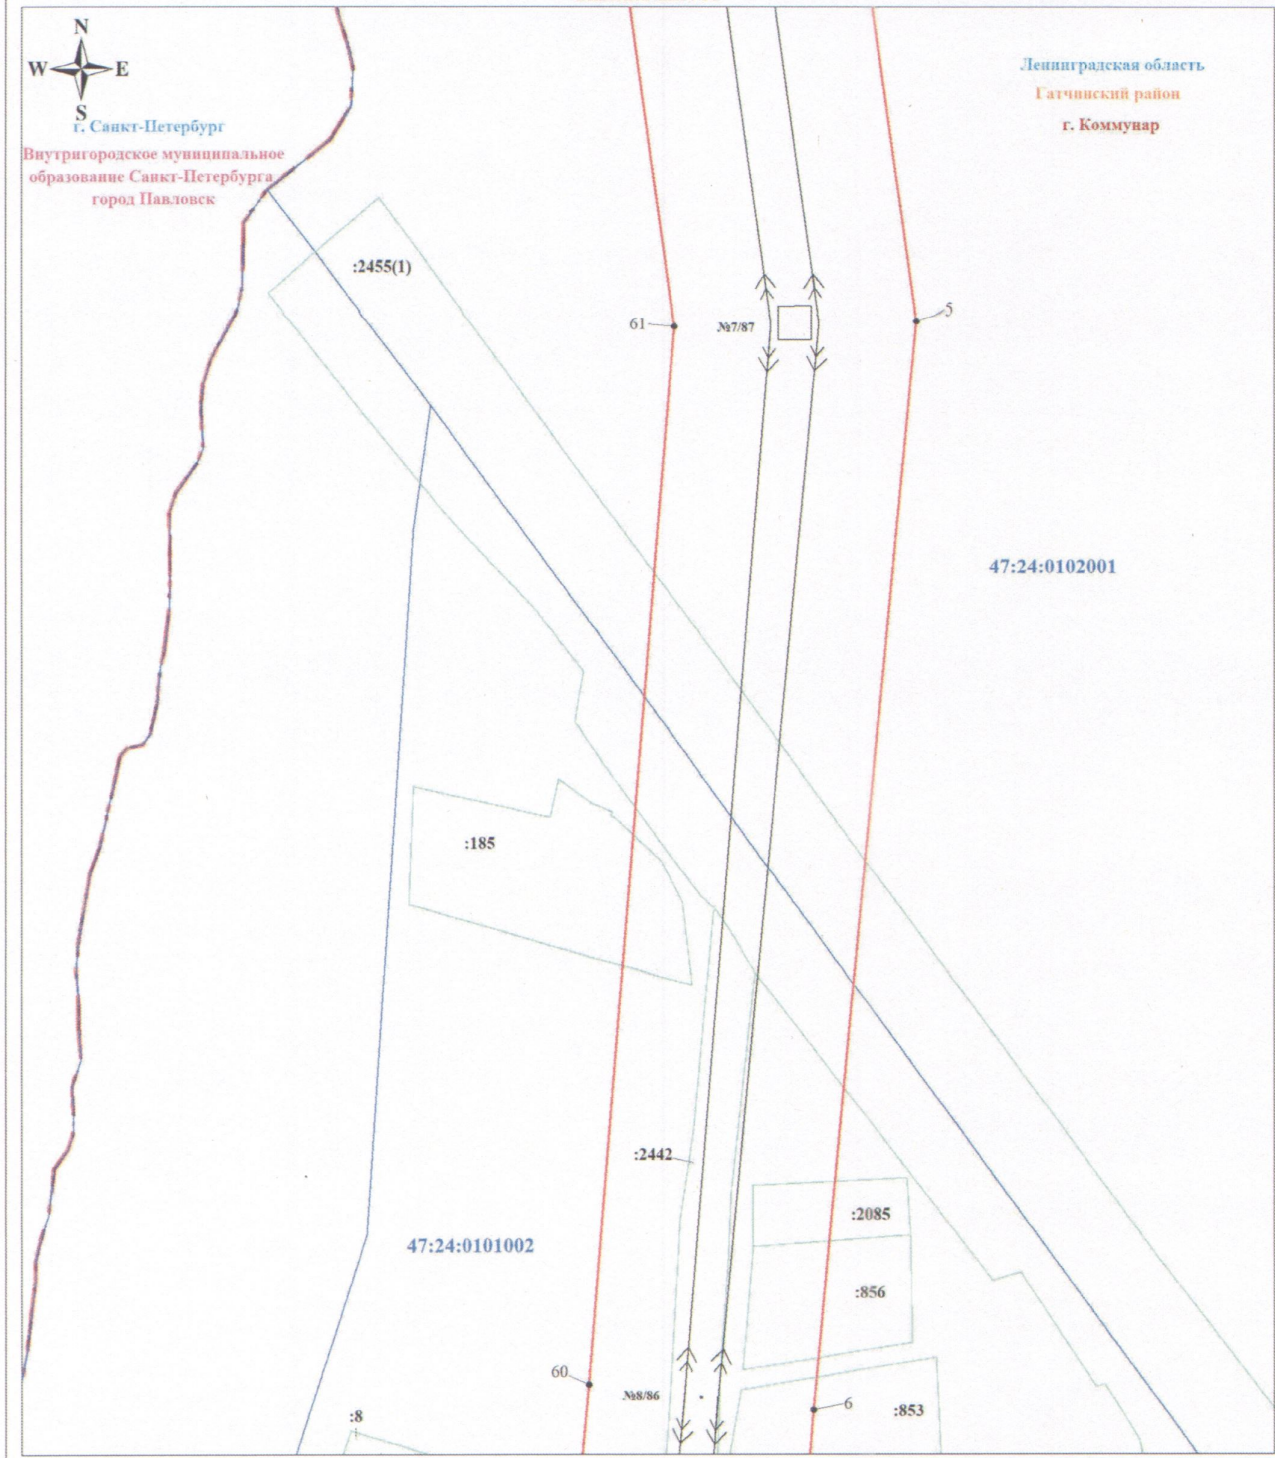 N
W E
S
г. Санкт-Петербург
Внутригородское муниципальное
образование Санкт-Петербурга
город Павловск
Ленинградская область
Гатчинский район
г. Коммунар
:2455(1)
61
№7/87
5
47:24:0102001
:185
:2442
:2085
47:24:0101002
:856
60
№8/86
6
:853
:8